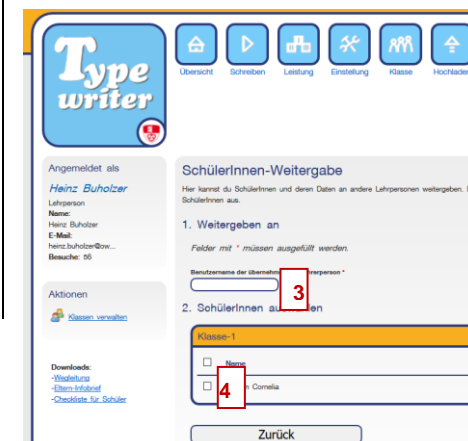 Type
writer
Übersicht Schreiben Leistung Einstellung Klasse Hochladen
Angemeldet als
Heinz Buholzer
Lehrperson
Name:
Heinz Buholzer
E-Mail:
heinz.buholzer@ow...
Besuche: 56
Aktionen
Klassen verwalten
Downloads:
-Wegleitung
-Eltern-Infobrief
-Checkliste für Schüler
SchülerInnen-Weitergabe
Hier kannst du SchülerInnen und deren Daten an andere Lehrpersonen weitergeben.
SchülerInnen aus.
1. Weitergeben an
Felder mit * müssen ausgefüllt werden.
Benutzername der übernehm rerperson *
3
2. SchülerInnen au len
Klasse-1
Name
4 Cornelia
Zurück